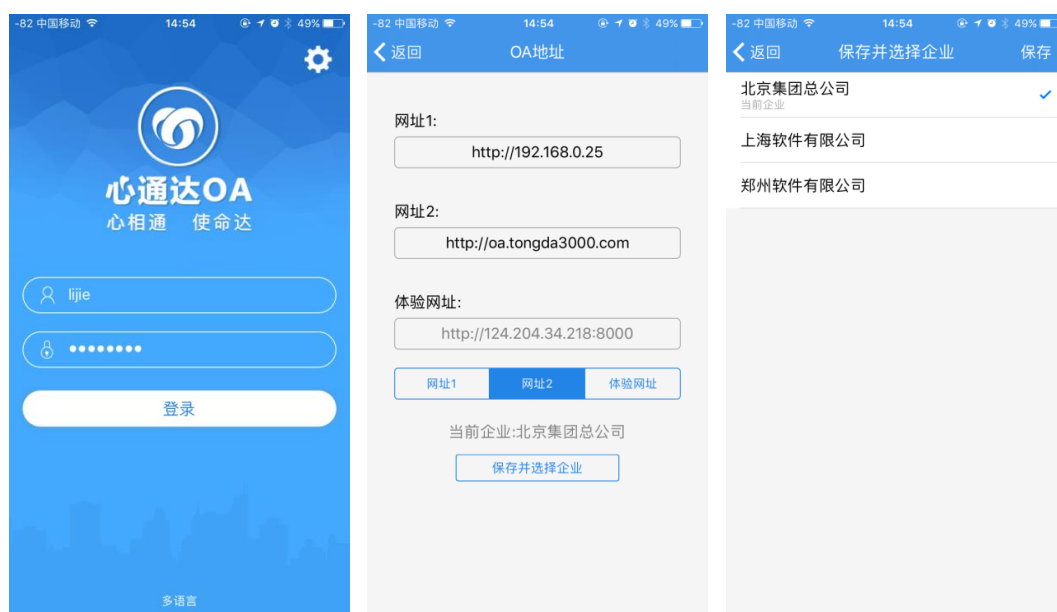 -82 中国移动 14:54 49%
心通达OA
心相通 使命达
lijie
登录
多语言
-82 中国移动 14:54 49%
返回 OA地址
网址1:
http://192.168.0.25
网址2:
http://oa.tongda3000.com
体验网址:
http://124.204.34.218:8000
网址1 网址2 体验网址
当前企业:北京集团总公司
保存并选择企业
-82 中国移动 14:54 49%
返回 保存并选择企业 保存
北京集团总公司
当前企业
上海软件有限公司
郑州软件有限公司